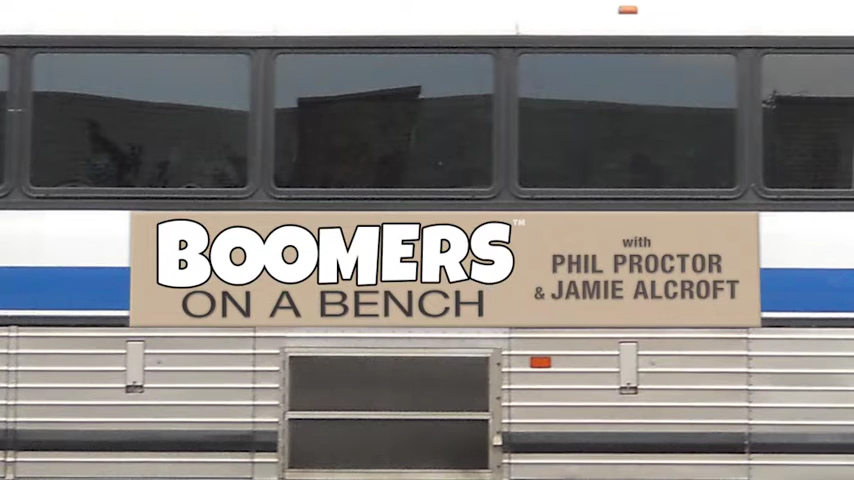 BOOMERS™
ON A BENCH
with
PHIL PROCTOR
& JAMIE ALCROFT